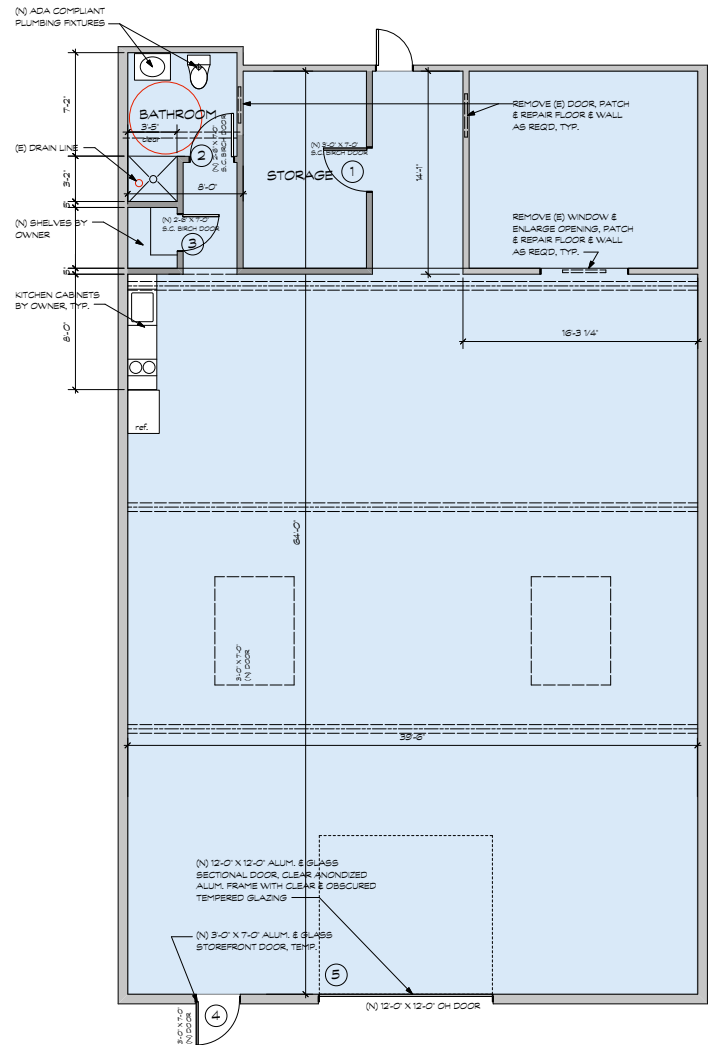 (N) ADA COMPLIANT
PLUMBING FIXTURES
7'-2"
BATHROOM
3'-5"
clear
(E) DRAIN LINE
2
(N) 2'-8" X 7'-0"
S.C. BIRCH DOOR
3'-2"
8'-0"
STORAGE
(N) 3'-0" X 7'-0"
S.C. BIRCH DOOR
1
14'-1"
REMOVE (E) DOOR, PATCH
& REPAIR FLOOR & WALL
AS REQD, TYP.
(N) SHELVES BY
OWNER
(N) 2'-8" X 7'-0"
S.C. BIRCH DOOR
3
REMOVE (E) WINDOW &
ENLARGE OPENING, PATCH
& REPAIR FLOOR & WALL
AS REQD, TYP.
KITCHEN CABINETS
BY OWNER, TYP.
8'-0"
ref.
16'-3 1/4"
64'-0"
3'-0" X 7'-0"
(N) DOOR
39'-6"
(N) 12'-0" X 12'-0" ALUM. & GLASS
SECTIONAL DOOR, CLEAR ANONDIZED
ALUM. FRAME WITH CLEAR & OBSCURED
TEMPERED GLAZING
(N) 3'-0" X 7'-0" ALUM. & GLASS
STOREFRONT DOOR, TEMP.
5
(N) 12'-0" X 12'-0" OH DOOR
3'-0" X 7'-0"
(N) DOOR
4